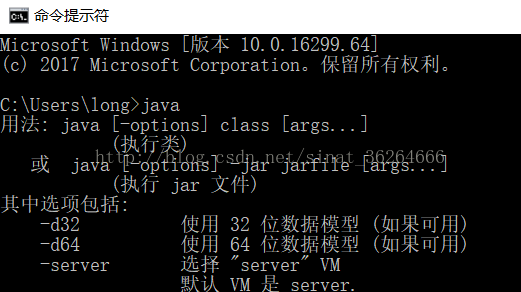 命令提示符
Microsoft Windows [版本 10.0.16299.64]
(c) 2017 Microsoft Corporation。保留所有权利。
C:\Users\long>java
用法: java [-options] class [args...]
(执行类)
或 java [-options] -jar jarfile [args...]
http://blog.csdn.net/sinat_36264666
(执行 jar 文件)
其中选项包括:
-d32 使用 32 位数据模型 (如果可用)
-d64 使用 64 位数据模型 (如果可用)
-server 选择 "server" VM
默认 VM 是 server.